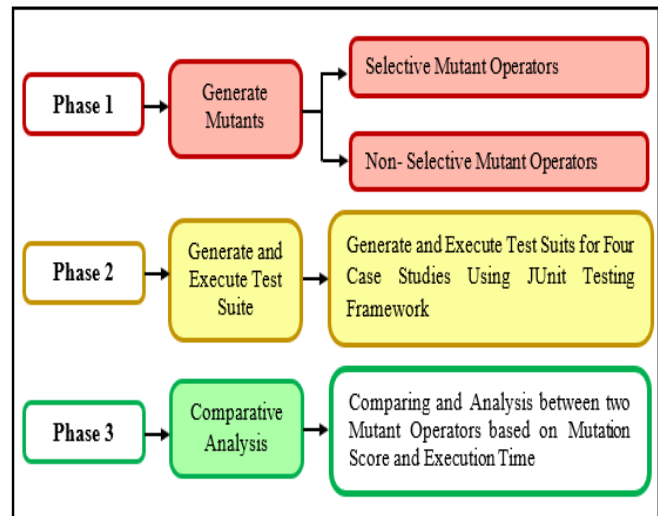 Phase 1
Generate
Mutants
Selective Mutant Operators
Non- Selective Mutant Operators
Phase 2
Generate and
Execute Test
Suite
Generate and Execute Test Suits for Four
Case Studies Using JUnit Testing
Framework
Phase 3
Comparative
Analysis
Comparing and Analysis between two
Mutant Operators based on Mutation
Score and Execution Time